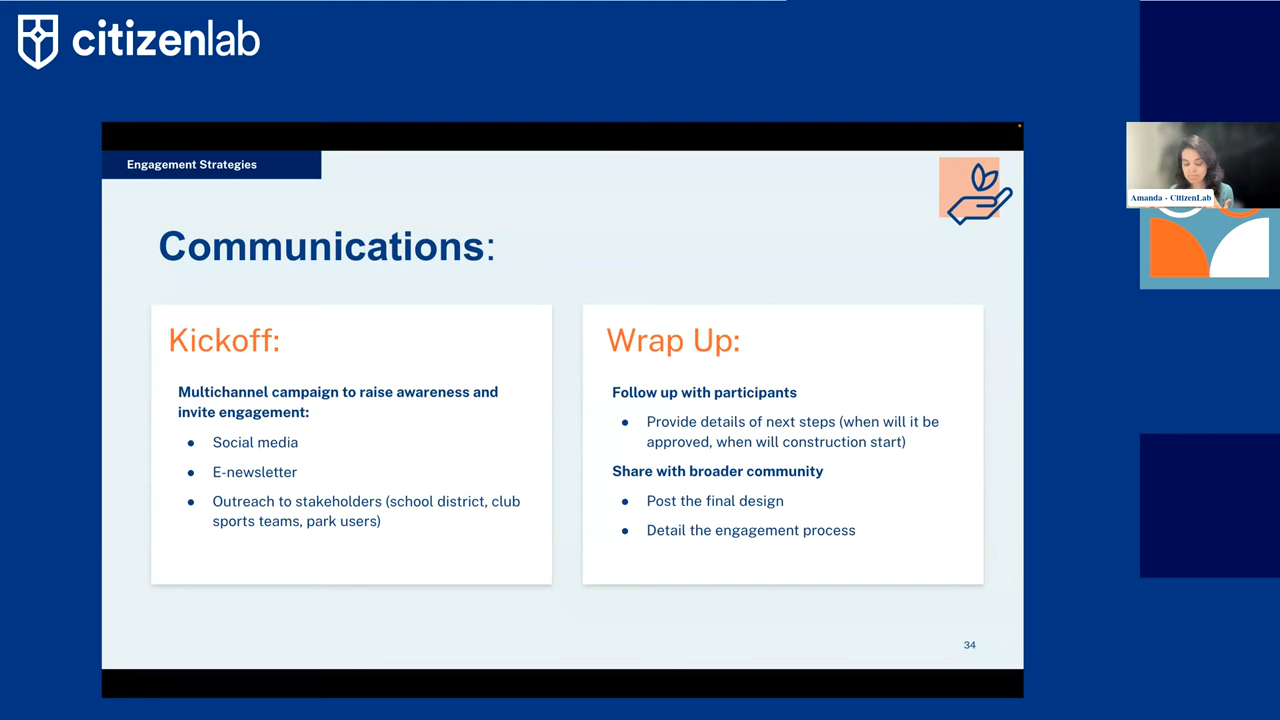 citizenlab
Engagement Strategies
Communications:
Kickoff:
Multichannel campaign to raise awareness and
invite engagement:
● Social media
● E-newsletter
● Outreach to stakeholders (school district, club
sports teams, park users)
Wrap Up:
Follow up with participants
● Provide details of next steps (when will it be
approved, when will construction start)
Share with broader community
● Post the final design
● Detail the engagement process
34
Amanda - CitizenLab